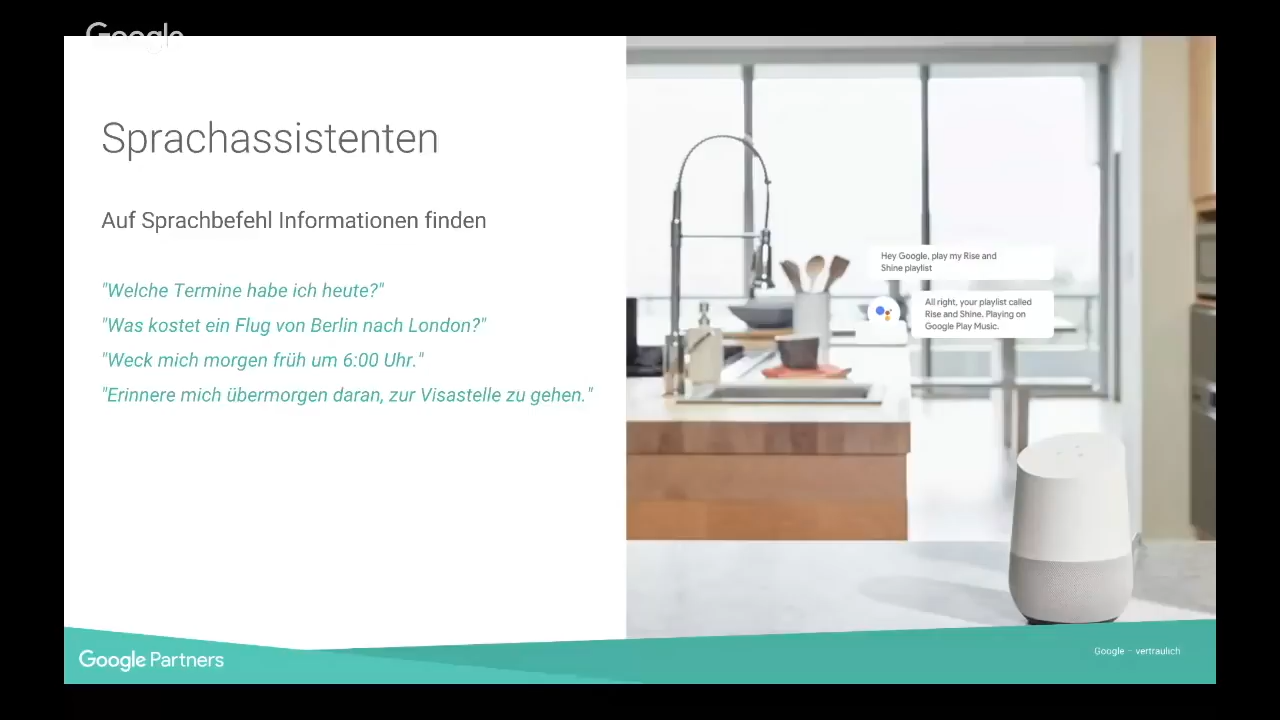 Google
Sprachassistenten
Auf Sprachbefehl Informationen finden
"Welche Termine habe ich heute?"
"Was kostet ein Flug von Berlin nach London?"
"Weck mich morgen früh um 6:00 Uhr."
"Erinnere mich übermorgen daran, zur Visastelle zu gehen."
Hey Google, play my Rise and
Shine playlist
All right, your playlist called
Rise and Shine. Playing on
Google Play Music.
Google Partners
Google – vertraulich